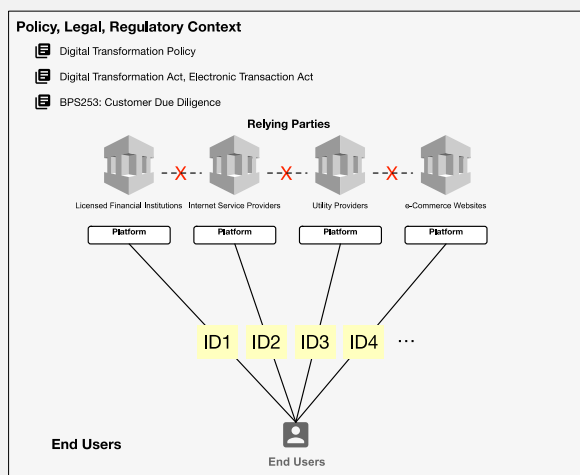 Policy, Legal, Regulatory Context
Digital Transformation Policy
Digital Transformation Act, Electronic Transaction Act
BPS253: Customer Due Diligence
Relying Parties
X X X
Licensed Financial Institutions Internet Service Providers Utility Providers e-Commerce Websites
Platform Platform Platform Platform
ID1 ID2 ID3 ID4 ...
End Users
End Users